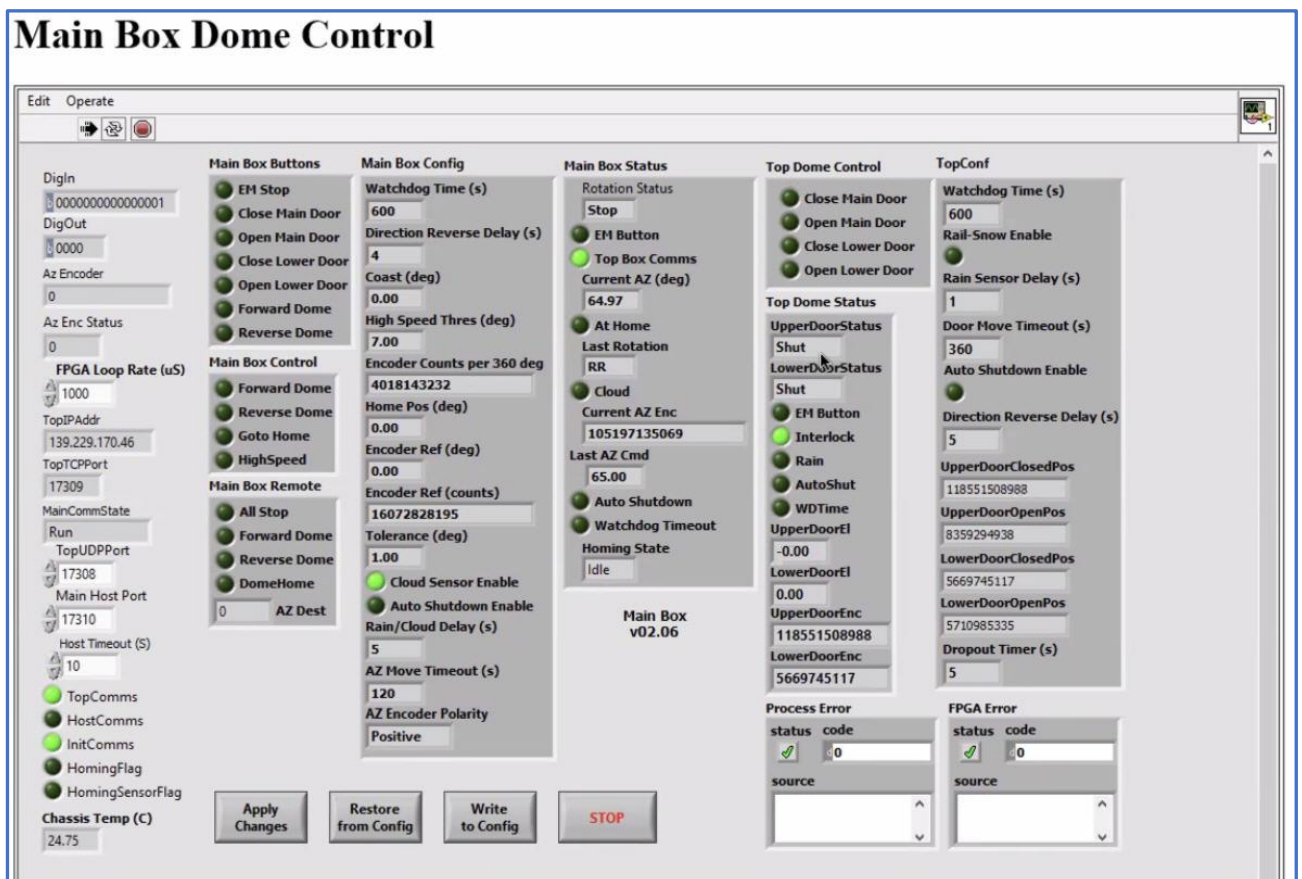 Main Box Dome Control
Edit Operate
1
DigIn
0000000000000001
DigOut
0000
Az Encoder
0
Az Enc Status
0
FPGA Loop Rate (uS)
1000
TopIPAddr
139.229.170.46
TopTCPPort
17309
MainCommState
Run
TopUDPPort
17308
Main Host Port
17310
Host Timeout (S)
10
TopComms
HostComms
InitComms
HomingFlag
HomingSensorFlag
Chassis Temp (C)
24.75
Main Box Buttons
EM Stop
Close Main Door
Open Main Door
Close Lower Door
Open Lower Door
Forward Dome
Reverse Dome
Main Box Control
Forward Dome
Reverse Dome
Goto Home
HighSpeed
Main Box Remote
All Stop
Forward Dome
Reverse Dome
DomeHome
0 AZ Dest
Main Box Config
Watchdog Time (s)
600
Direction Reverse Delay (s)
4
Coast (deg)
0.00
High Speed Thres (deg)
7.00
Encoder Counts per 360 deg
4018143232
Home Pos (deg)
0.00
Encoder Ref (deg)
0.00
Encoder Ref (counts)
16072828195
Tolerance (deg)
1.00
Cloud Sensor Enable
Auto Shutdown Enable
Rain/Cloud Delay (s)
5
AZ Move Timeout (s)
120
AZ Encoder Polarity
Positive
Main Box Status
Rotation Status
Stop
EM Button
Top Box Comms
Current AZ (deg)
64.97
At Home
Last Rotation
RR
Cloud
Current AZ Enc
105197135069
Last AZ Cmd
65.00
Auto Shutdown
Watchdog Timeout
Homing State
Idle
Main Box
v02.06
Top Dome Control
Close Main Door
Open Main Door
Close Lower Door
Open Lower Door
Top Dome Status
UpperDoorStatus
Shut
LowerDoorStatus
Shut
EM Button
Interlock
Rain
AutoShut
WDTime
UpperDoorEl
-0.00
LowerDoorEl
0.00
UpperDoorEnc
118551508988
LowerDoorEnc
5669745117
TopConf
Watchdog Time (s)
600
Rail-Snow Enable
Rain Sensor Delay (s)
1
Door Move Timeout (s)
360
Auto Shutdown Enable
Direction Reverse Delay (s)
5
UpperDoorClosedPos
118551508988
UpperDoorOpenPos
8359294938
LowerDoorClosedPos
5669745117
LowerDoorOpenPos
5710985335
Dropout Timer (s)
5
Process Error
status code
0
source
FPGA Error
status code
0
source
Apply
Changes
Restore
from Config
Write
to Config
STOP